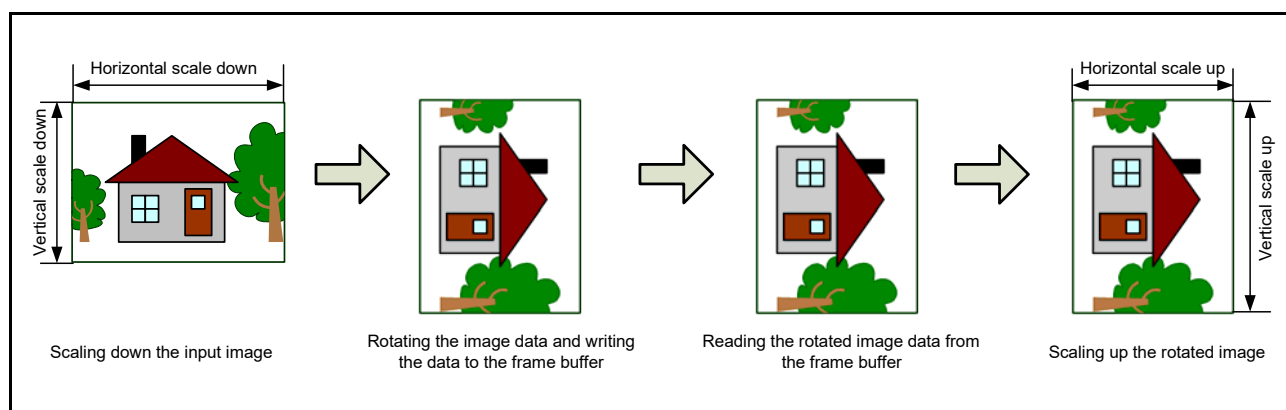 Horizontal scale down
Vertical scale down
Horizontal scale up
Vertical scale up
Scaling down the input image
Rotating the image data and writing
the data to the frame buffer
Reading the rotated image data from
the frame buffer
Scaling up the rotated image